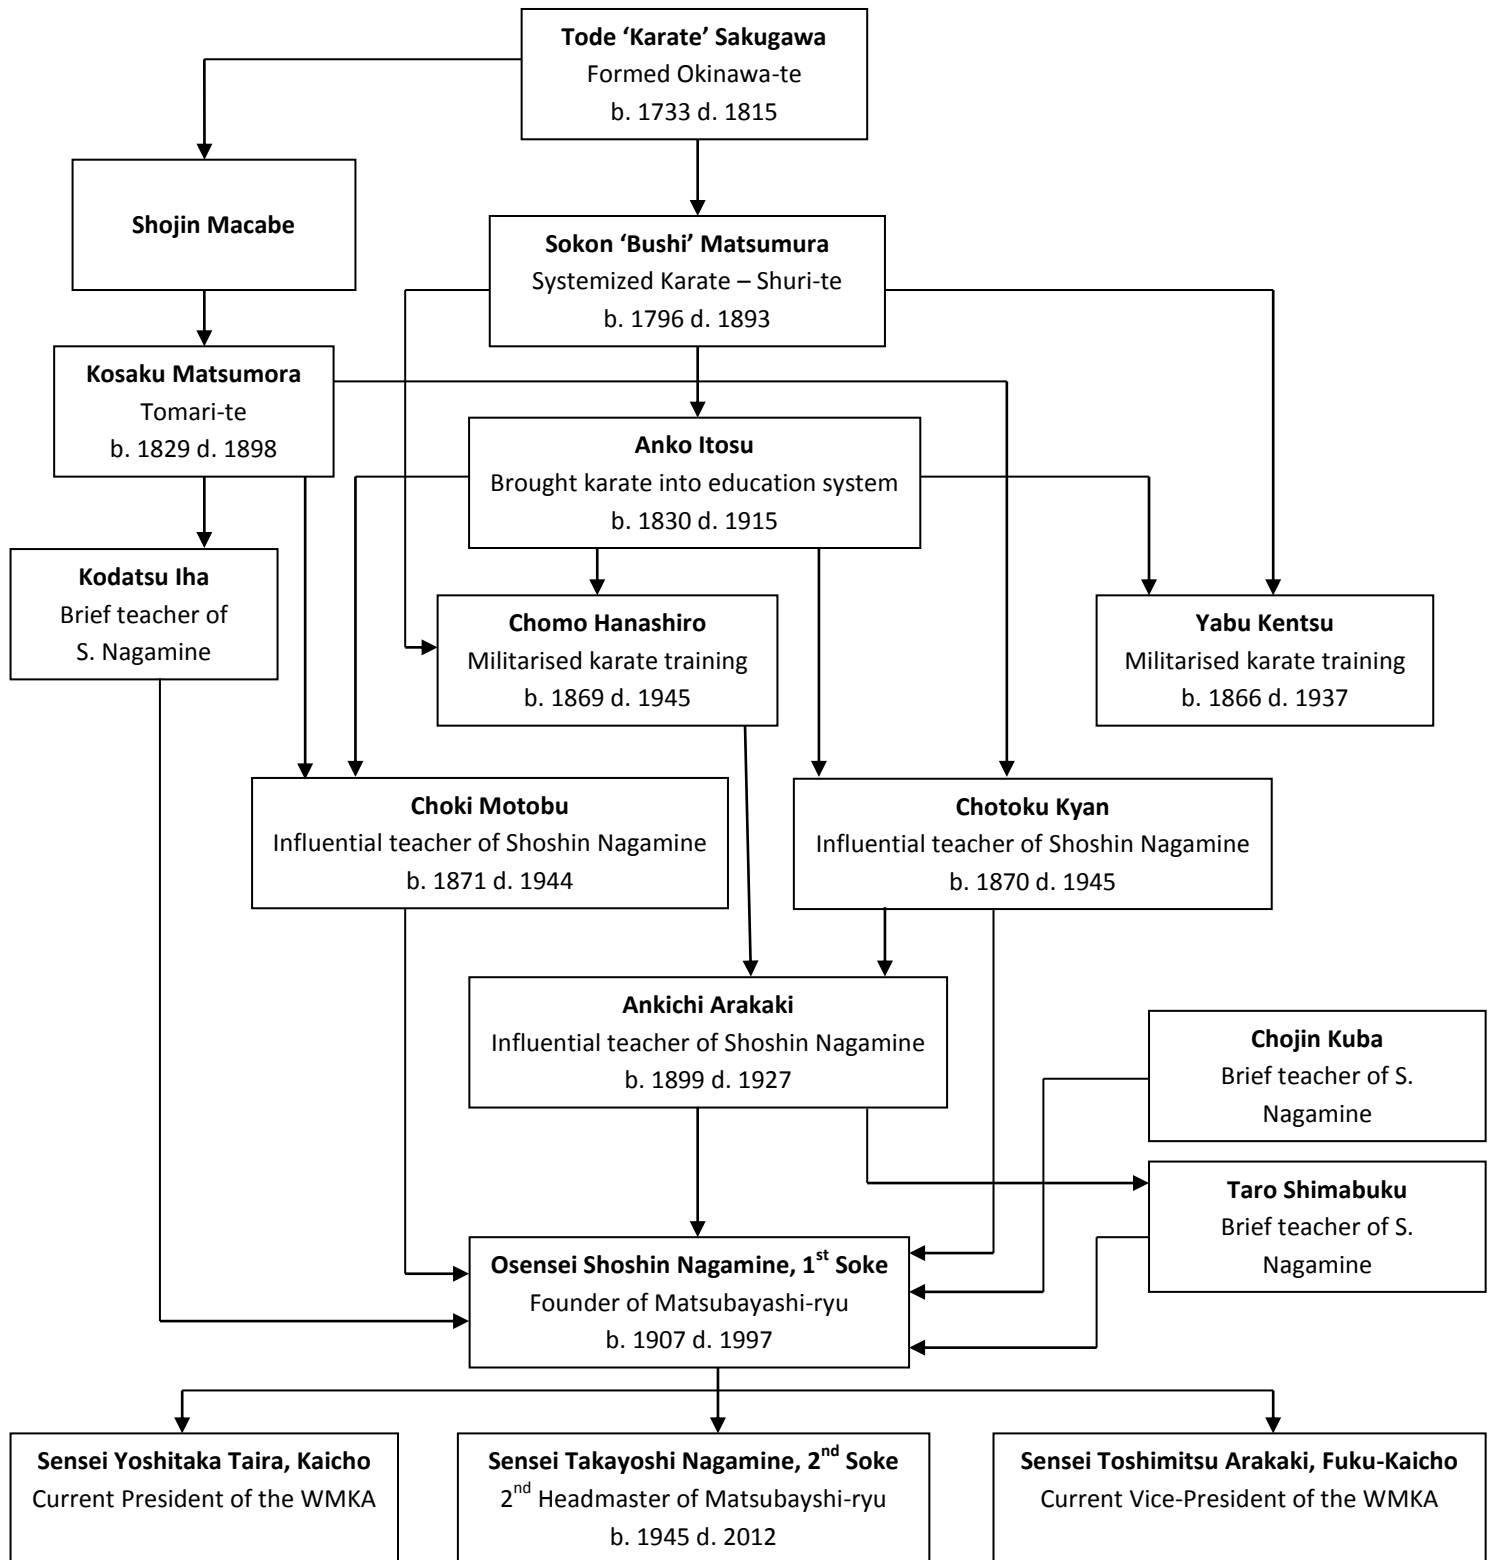 Tode ‘Karate’ Sakugawa
Formed Okinawa-te
b. 1733 d. 1815
Shojin Macabe
Sokon ‘Bushi’ Matsumura
Systemized Karate – Shuri-te
b. 1796 d. 1893
Kosaku Matsumora
Tomari-te
b. 1829 d. 1898
Anko Itosu
Brought karate into education system
b. 1830 d. 1915
Kodatsu Iha
Brief teacher of
S. Nagamine
Chomo Hanashiro
Militarised karate training
b. 1869 d. 1945
Yabu Kentsu
Militarised karate training
b. 1866 d. 1937
Choki Motobu
Influential teacher of Shoshin Nagamine
b. 1871 d. 1944
Chotoku Kyan
Influential teacher of Shoshin Nagamine
b. 1870 d. 1945
Ankichi Arakaki
Influential teacher of Shoshin Nagamine
b. 1899 d. 1927
Chojin Kuba
Brief teacher of S.
Nagamine
Taro Shimabuku
Brief teacher of S.
Nagamine
Osensei Shoshin Nagamine, 1st Soke
Founder of Matsubayashi-ryu
b. 1907 d. 1997
Sensei Yoshitaka Taira, Kaicho
Current President of the WMKA
Sensei Takayoshi Nagamine, 2nd Soke
2nd Headmaster of Matsubayshi-ryu
b. 1945 d. 2012
Sensei Toshimitsu Arakaki, Fuku-Kaicho
Current Vice-President of the WMKA